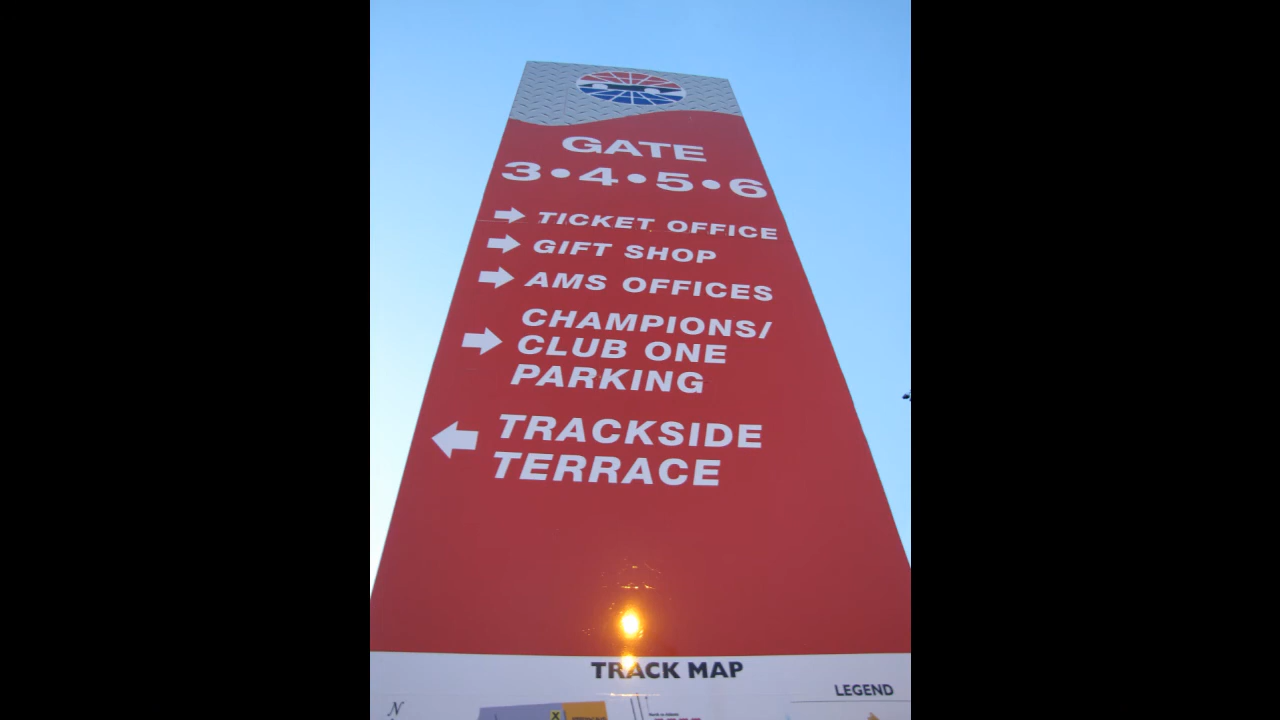 GATE
3•4•5•6
TICKET OFFICE
GIFT SHOP
AMS OFFICES
CHAMPIONS/
CLUB ONE
PARKING
TRACKSIDE
TERRACE
TRACK MAP
LEGEND
N